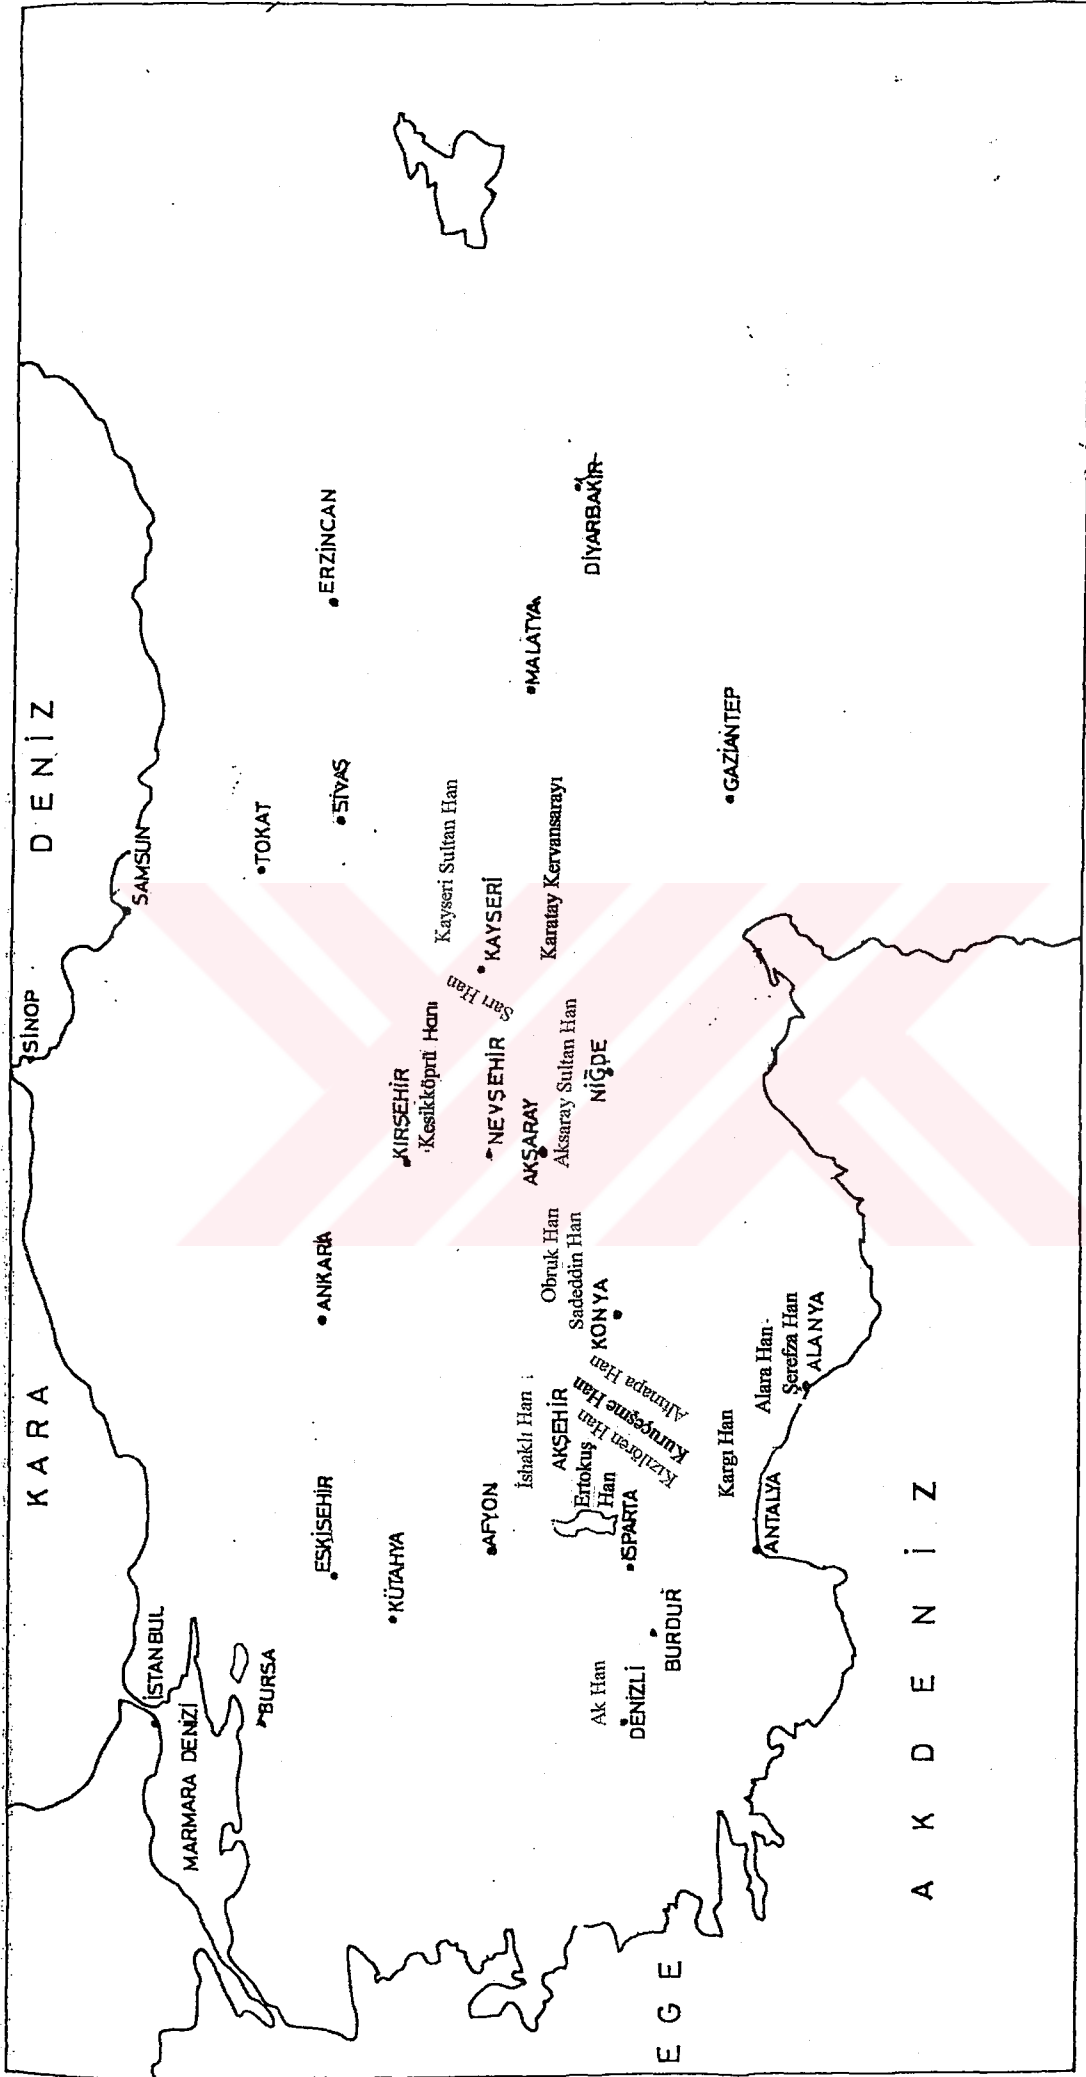 KARA DENİZ
SİNOP
SAMSUN
İSTANBUL
MARMARA DENİZİ
BURSA
TOKAT
ESKİSEHİR
ANKARA
SİVAS
ERZİNCAN
KÜTAHYA
KIRSEHİR
Kesikköprü Hanı
Kayseri Sultan Han
Sarı Han
KAYSERİ
AFYON
NEVŞEHİR
İshaklı Han
AKSARAY
MALATYA
AKŞEHİR
Obruk Han
Aksaray Sultan Han
Karatay Kervansarayı
Ertokuş
Han
Sadeddin Han
KONYA
NİĞDE
DİYARBAKİR
Kızılören Han
Kuruçeşme Han
Altınapa Han
Ak Han
DENİZLİ
ISPARTA
BURDUR
Kargı Han
GAZİANTEP
ANTALYA
Alara Han-
Şerefza Han
ALANYA
EGE
AKDENİZ